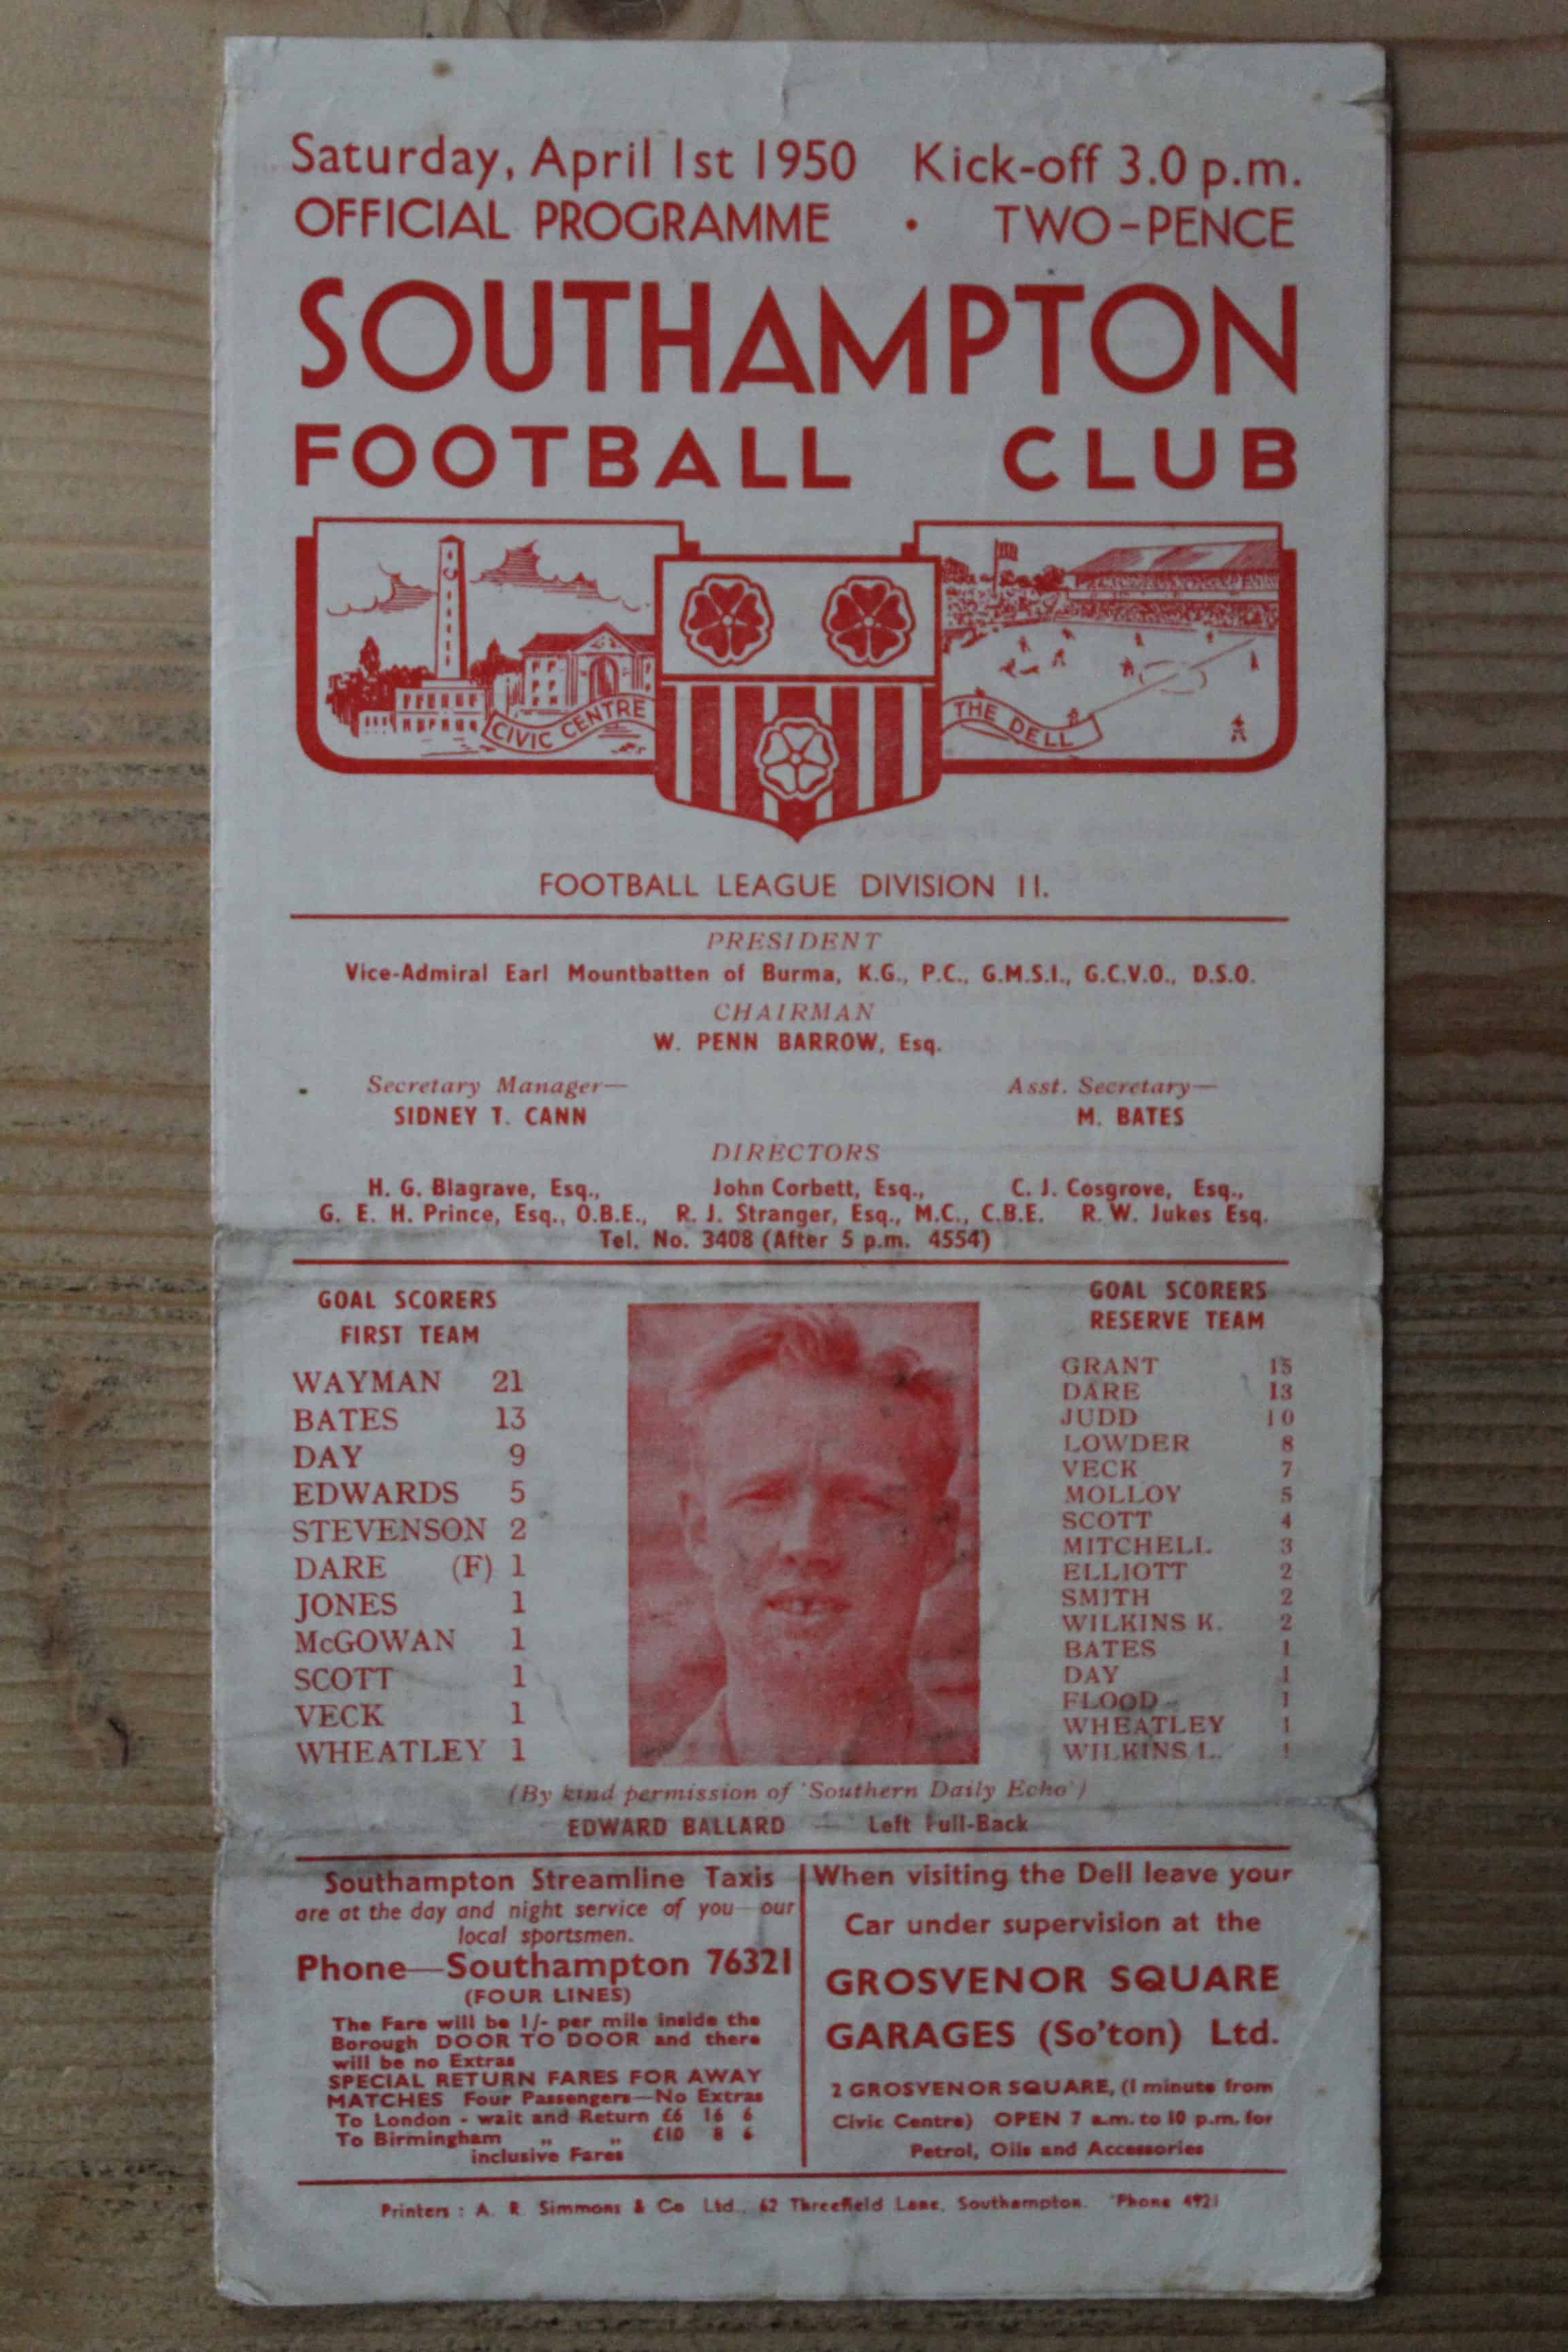 Saturday, April 1st 1950 Kick-off 3.0 p.m.
OFFICIAL PROGRAMME • TWO-PENCE
SOUTHAMPTON
FOOTBALL CLUB
CIVIC CENTRE
THE DELL
FOOTBALL LEAGUE DIVISION II.
PRESIDENT
Vice-Admiral Earl Mountbatten of Burma, K.G., P.C., G.M.S.I., G.C.V.O., D.S.O.
CHAIRMAN
W. PENN BARROW, Esq.
Secretary Manager—
SIDNEY T. CANN
Asst. Secretary—
M. BATES
DIRECTORS
H. G. Blagrave, Esq., John Corbett, Esq., C. J. Cosgrove, Esq.,
G. E. H. Prince, Esq., O.B.E., R. J. Stranger, Esq., M.C., C.B.E. R. W. Jukes Esq.
Tel. No. 3408 (After 5 p.m. 4554)
GOAL SCORERS
FIRST TEAM
WAYMAN 21
BATES 13
DAY 9
EDWARDS 5
STEVENSON 2
DARE (F) 1
JONES 1
McGOWAN 1
SCOTT 1
VECK 1
WHEATLEY 1
GOAL SCORERS
RESERVE TEAM
GRANT 15
DARE 13
JUDD 10
LOWDER 8
VECK 7
MOLLOY 5
SCOTT 4
MITCHELL 3
ELLIOTT 2
SMITH 2
WILKINS K. 2
BATES 1
DAY 1
FLOOD 1
WHEATLEY 1
WILKINS L. 1
(By kind permission of 'Southern Daily Echo')
EDWARD BALLARD — Left Full-Back
Southampton Streamline Taxis
are at the day and night service of you—our
local sportsmen.
Phone—Southampton 76321
(FOUR LINES)
The Fare will be 1/- per mile inside the
Borough DOOR TO DOOR and there
will be no Extras
SPECIAL RETURN FARES FOR AWAY
MATCHES Four Passengers—No Extras
To London - wait and Return £6 16 6
To Birmingham „ „ £10 8 6
inclusive Fares
When visiting the Dell leave your
Car under supervision at the
GROSVENOR SQUARE
GARAGES (So'ton) Ltd.
2 GROSVENOR SQUARE, (1 minute from
Civic Centre) OPEN 7 a.m. to 10 p.m. for
Petrol, Oils and Accessories
Printers : A. R. Simmons & Co Ltd., 62 Threefield Lane, Southampton. 'Phone 4921